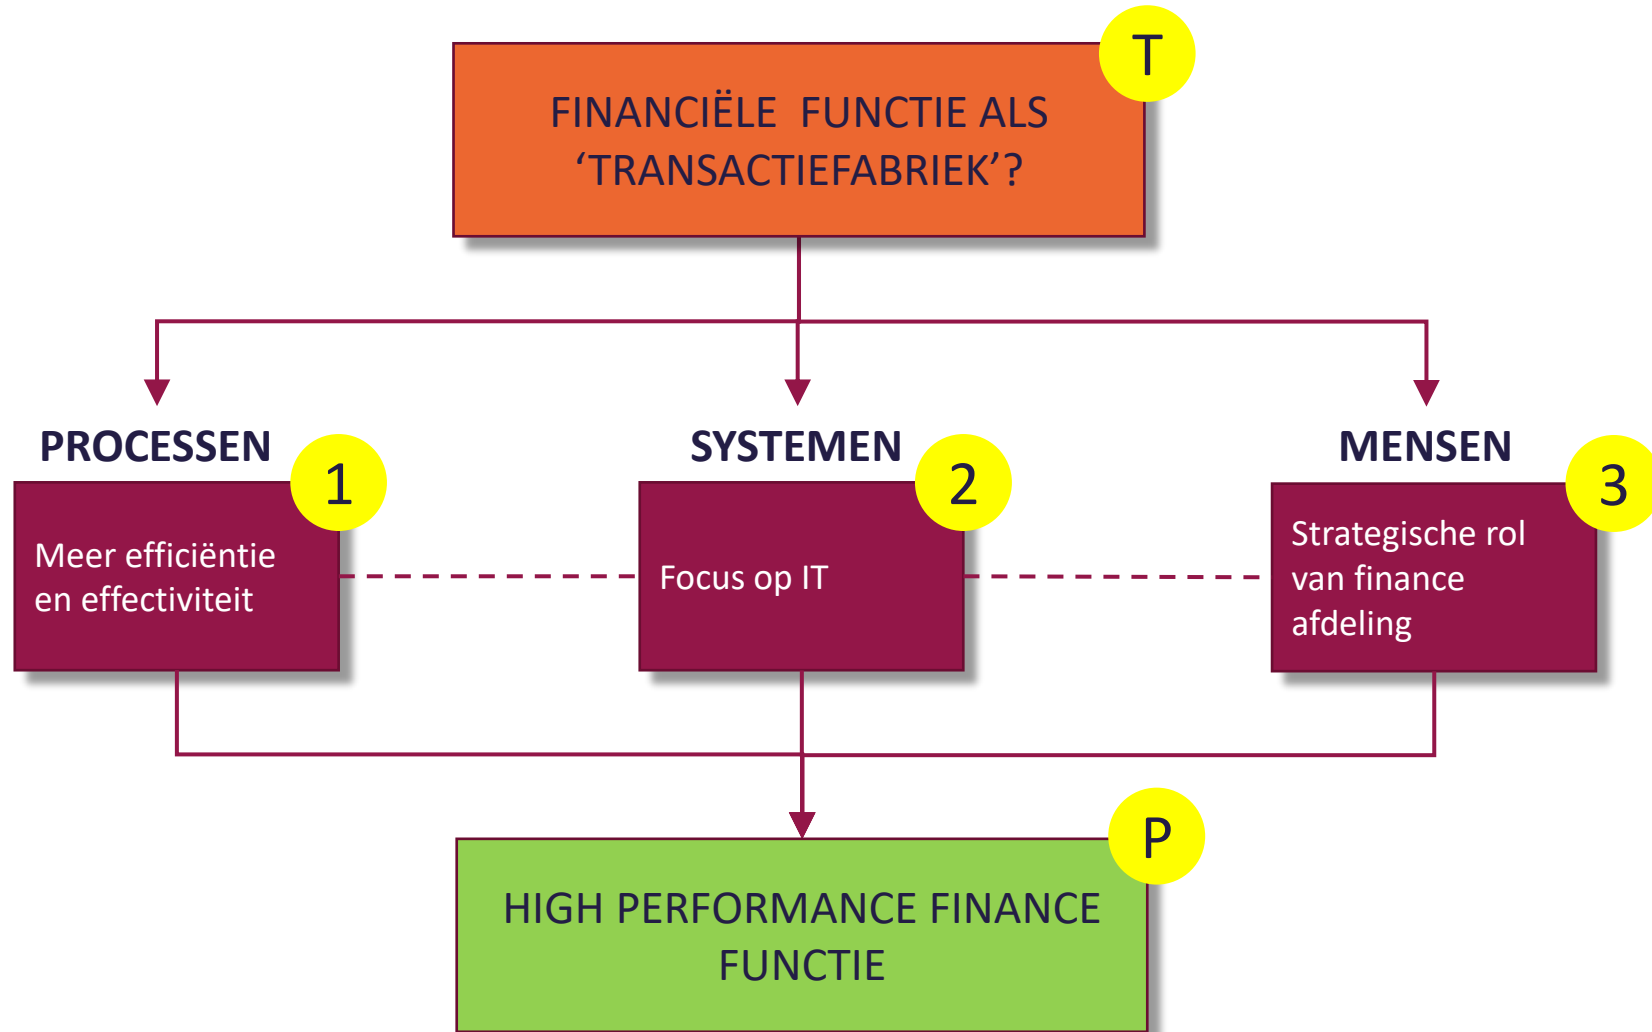 T
FINANCIËLE FUNCTIE ALS
‘TRANSACTIEFABRIEK’?
PROCESSEN
1
Meer efficiëntie
en effectiviteit
SYSTEMEN
2
Focus op IT
MENSEN
3
Strategische rol
van finance
afdeling
P
HIGH PERFORMANCE FINANCE
FUNCTIE